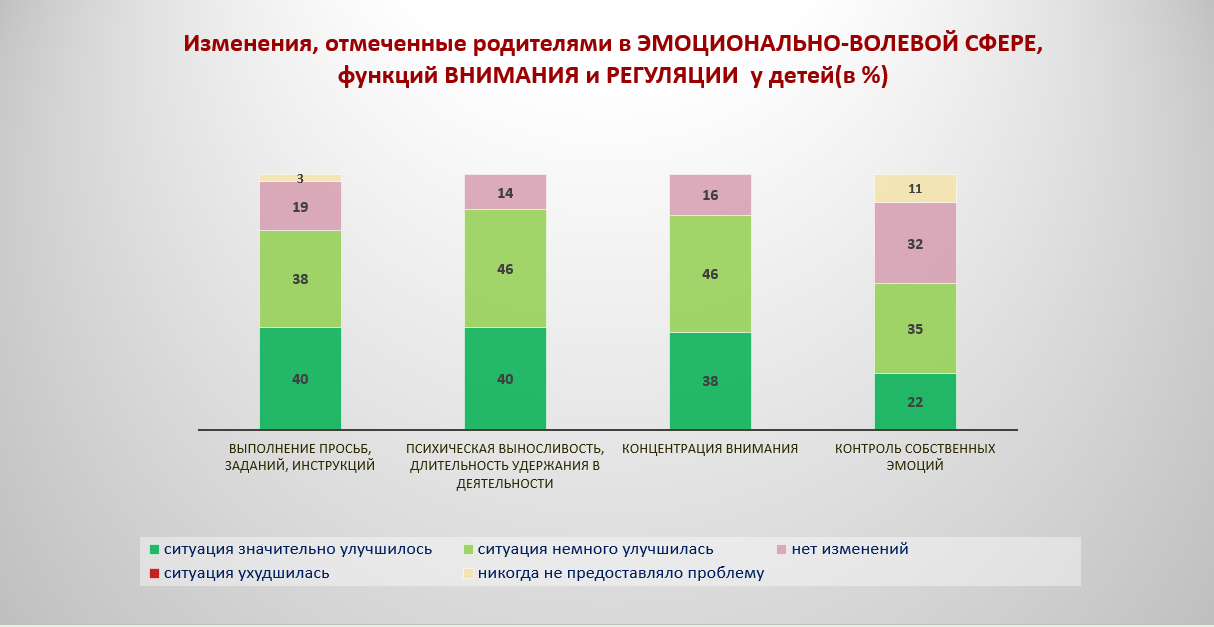 Изменения, отмеченные родителями в ЭМОЦИОНАЛЬНО-ВОЛЕВОЙ СФЕРЕ,
функций ВНИМАНИЯ и РЕГУЛЯЦИИ у детей(в %)
3
19
38
40
14
46
40
16
46
38
11
32
35
22
ВЫПОЛНЕНИЕ ПРОСЬБ,
ЗАДАНИЙ, ИНСТРУКЦИЙ
ПСИХИЧЕСКАЯ ВЫНОСЛИВОСТЬ,
ДЛИТЕЛЬНОСТЬ УДЕРЖАНИЯ В
ДЕЯТЕЛЬНОСТИ
КОНЦЕНТРАЦИЯ ВНИМАНИЯ
КОНТРОЛЬ СОБСТВЕННЫХ
ЭМОЦИЙ
ситуация значительно улучшилось
ситуация немного улучшилась
нет изменений
ситуация ухудшилась
никогда не предоставляло проблему